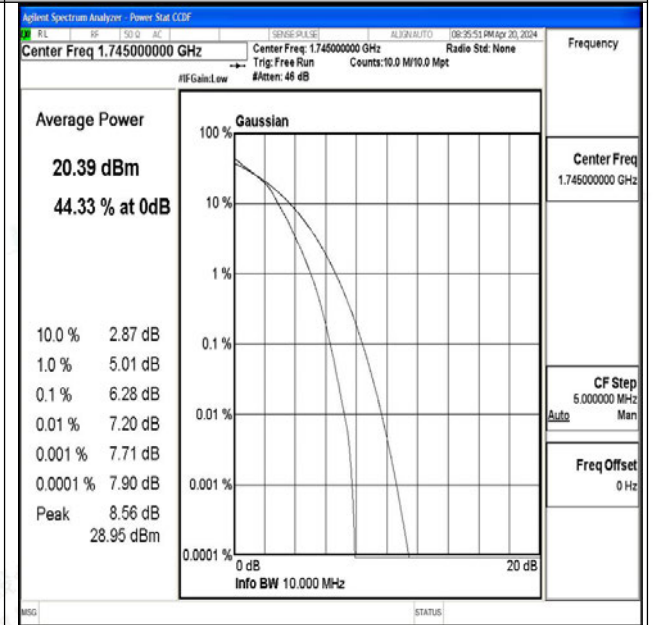 Agilent Spectrum Analyzer - Power Stat CCDF
RL RF 50 Ω AC SENSE:PULSE ALIGN AUTO 08:35:51 PM Apr 20, 2024
Center Freq 1.745000000 GHz
Center Freq: 1.745000000 GHz Radio Std: None
Trig: Free Run Counts:10.0 M/10.0 Mpt
#IFGain:Low #Atten: 46 dB
Frequency
Average Power
20.39 dBm
44.33 % at 0dB
10.0 % 2.87 dB
1.0 % 5.01 dB
0.1 % 6.28 dB
0.01 % 7.20 dB
0.001 % 7.71 dB
0.0001 % 7.90 dB
Peak 8.56 dB
28.95 dBm
Gaussian
100 %
10 %
1 %
0.1 %
0.01 %
0.001 %
0.0001 %
0 dB 20 dB
Info BW 10.000 MHz
Center Freq
1.745000000 GHz
CF Step
5.000000 MHz
Auto Man
Freq Offset
0 Hz
MSG STATUS